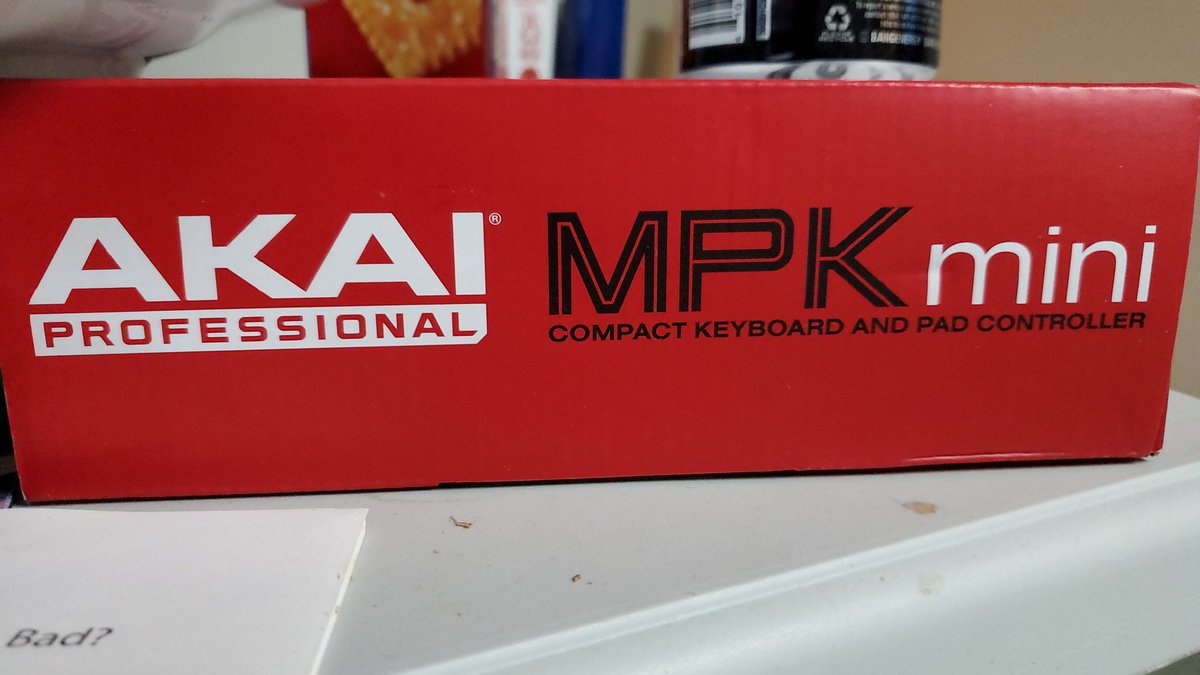 AKAI®
PROFESSIONAL
MPK mini
COMPACT KEYBOARD AND PAD CONTROLLER
Bad?